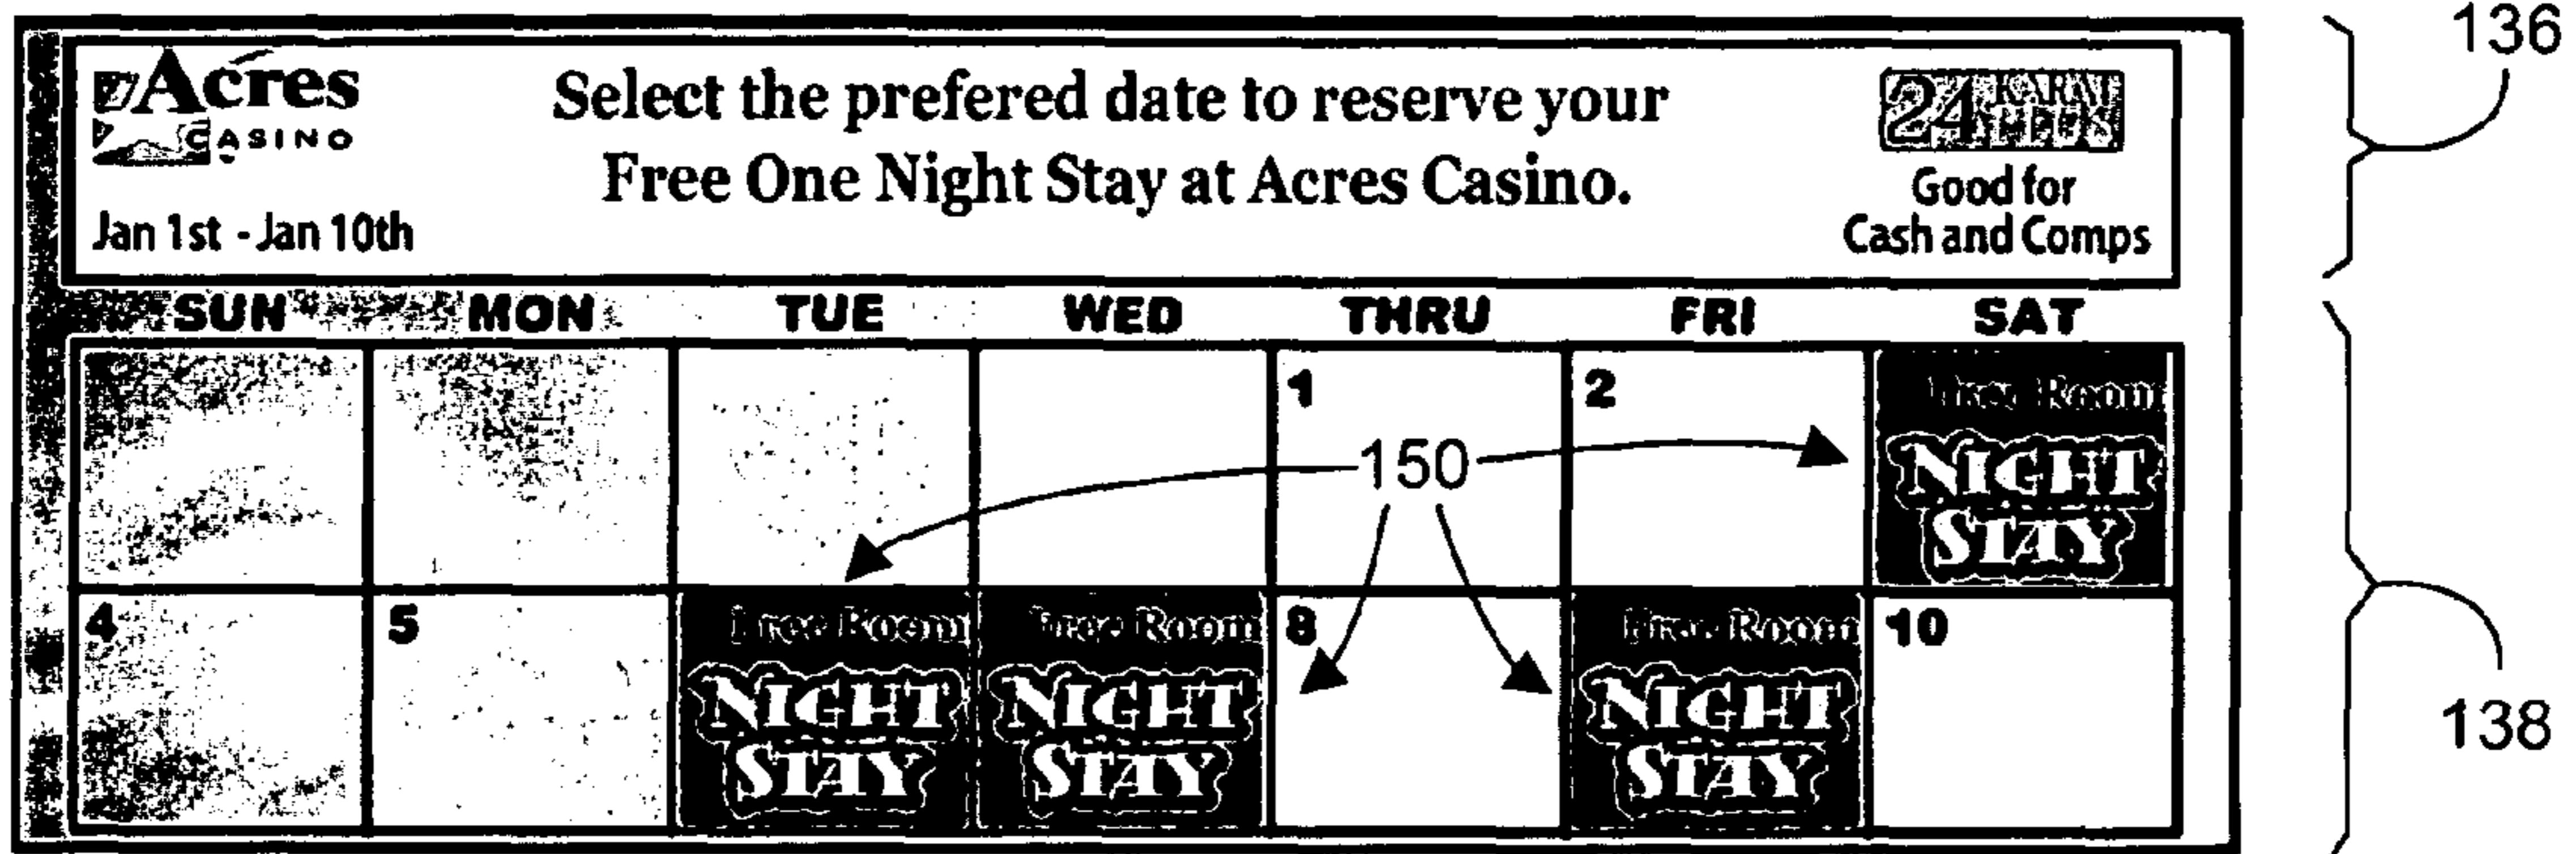 136
Acres
CASINO
Select the prefered date to reserve your
Free One Night Stay at Acres Casino.
Jan 1st - Jan 10th
24 KARAT
Good for
Cash and Comps
SUN MON TUE WED THRU FRI SAT
1 2 Free Room
150
NIGHT
STAY
4 5 Free Room Free Room 8 Free Room 10
NIGHT NIGHT NIGHT
STAY STAY STAY
138